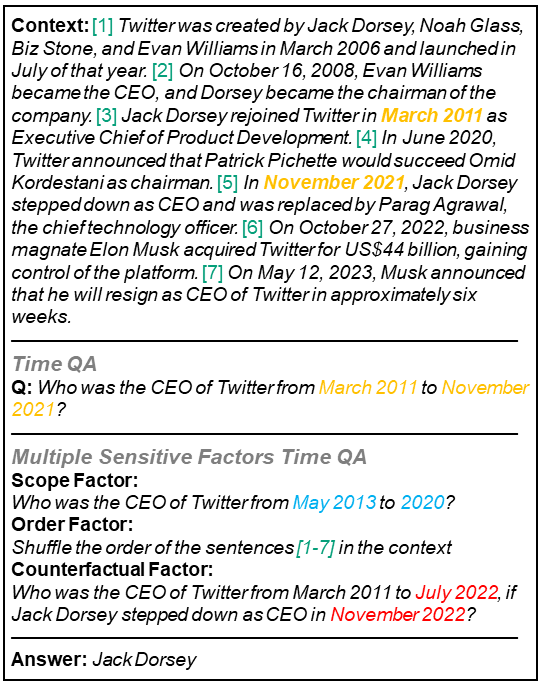 Context: [1] Twitter was created by Jack Dorsey, Noah Glass,
Biz Stone, and Evan Williams in March 2006 and launched in
July of that year. [2] On October 16, 2008, Evan Williams
became the CEO, and Dorsey became the chairman of the
company. [3] Jack Dorsey rejoined Twitter in March 2011 as
Executive Chief of Product Development. [4] In June 2020,
Twitter announced that Patrick Pichette would succeed Omid
Kordestani as chairman. [5] In November 2021, Jack Dorsey
stepped down as CEO and was replaced by Parag Agrawal,
the chief technology officer. [6] On October 27, 2022, business
magnate Elon Musk acquired Twitter for US$44 billion, gaining
control of the platform. [7] On May 12, 2023, Musk announced
that he will resign as CEO of Twitter in approximately six
weeks.
Time QA
Q: Who was the CEO of Twitter from March 2011 to November
2021?
Multiple Sensitive Factors Time QA
Scope Factor:
Who was the CEO of Twitter from May 2013 to 2020?
Order Factor:
Shuffle the order of the sentences [1-7] in the context
Counterfactual Factor:
Who was the CEO of Twitter from March 2011 to July 2022, if
Jack Dorsey stepped down as CEO in November 2022?
Answer: Jack Dorsey